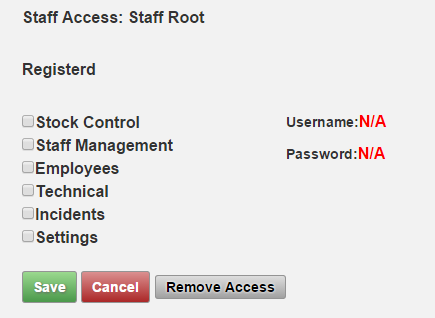 Staff Access: Staff Root
Registerd
Stock Control
Staff Management
Employees
Technical
Incidents
Settings
Username:N/A
Password:N/A
Save
Cancel
Remove Access